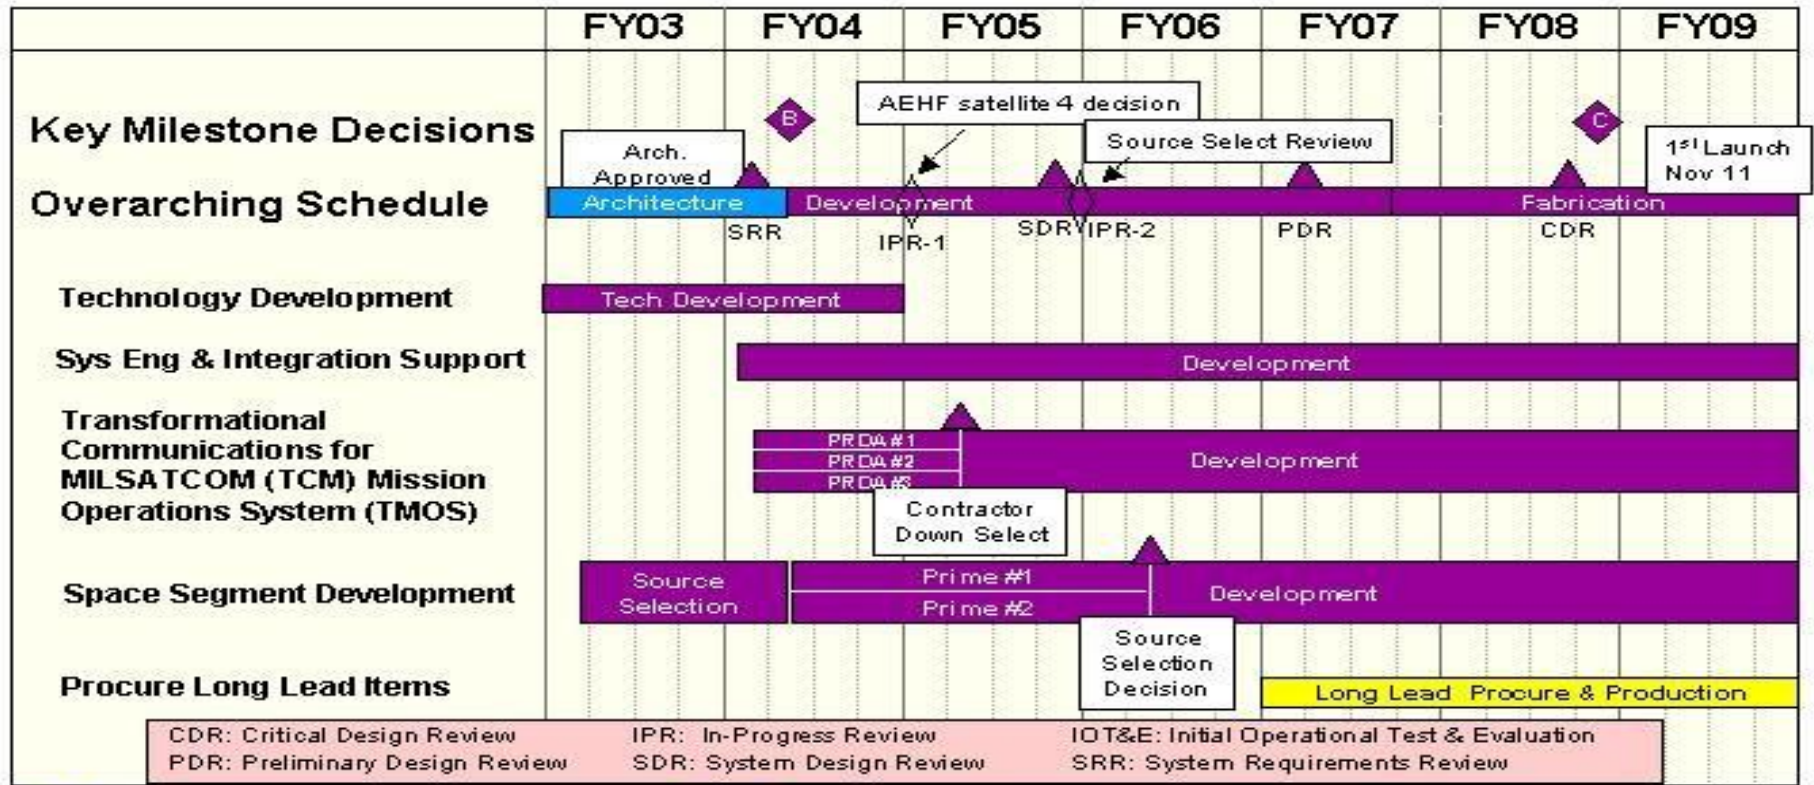 FY03 FY04 FY05 FY06 FY07 FY08 FY09
Key Milestone Decisions
B
AEHF satellite 4 decision
C
Arch.
Approved
Source Select Review
1st Launch
Nov 11
Overarching Schedule
Architecture
Development
Fabrication
SRR
IPR-1
SDR
IPR-2
PDR
CDR
Technology Development
Tech Development
Sys Eng & Integration Support
Development
Transformational
Communications for
MILSATCOM (TCM) Mission
Operations System (TMOS)
PRDA #1
PRDA #2
PRDA #3
Development
Contractor
Down Select
Space Segment Development
Source
Selection
Prime #1
Prime #2
Development
Source
Selection
Decision
Procure Long Lead Items
Long Lead Procure & Production
CDR: Critical Design Review IPR: In-Progress Review IOT&E: Initial Operational Test & Evaluation
PDR: Preliminary Design Review SDR: System Design Review SRR: System Requirements Review